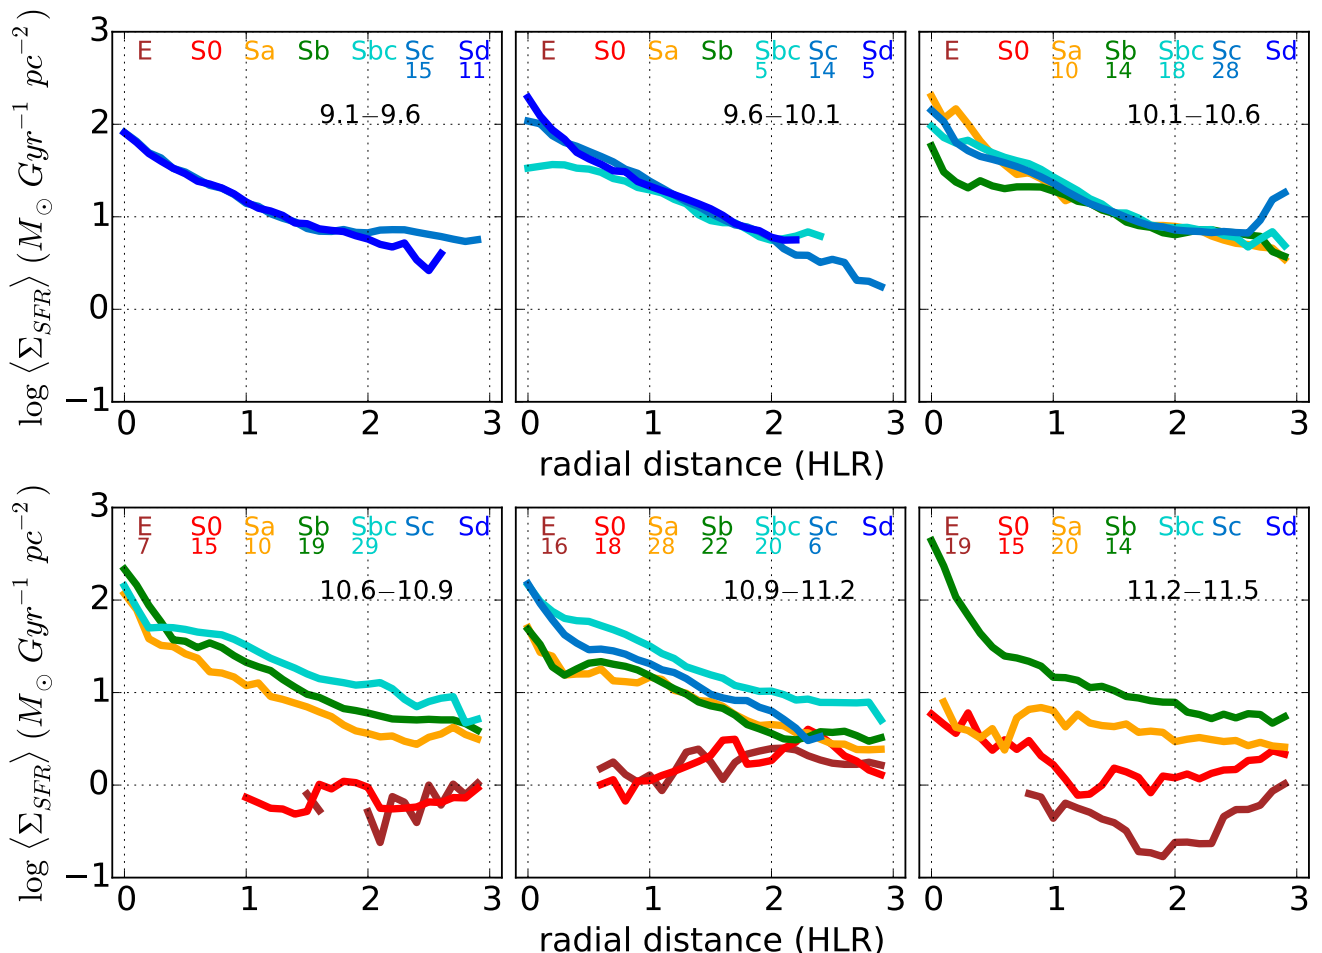 3
E S0 Sa Sb Sbc Sc Sd
15 11
9.1−9.6
2
1
0
−1
0 1 2 3
log ⟨Σ_SFR⟩ (M_⊙ Gyr^−1 pc^−2)
E S0 Sa Sb Sbc Sc Sd
5 14 5
9.6−10.1
0 1 2 3
radial distance (HLR)
E S0 Sa Sb Sbc Sc Sd
10 14 18 28
10.1−10.6
0 1 2 3
3
E S0 Sa Sb Sbc Sc Sd
7 15 10 19 29
10.6−10.9
2
1
0
−1
0 1 2 3
log ⟨Σ_SFR⟩ (M_⊙ Gyr^−1 pc^−2)
E S0 Sa Sb Sbc Sc Sd
16 18 28 22 20 6
10.9−11.2
0 1 2 3
radial distance (HLR)
E S0 Sa Sb Sbc Sc Sd
19 15 20 14
11.2−11.5
0 1 2 3